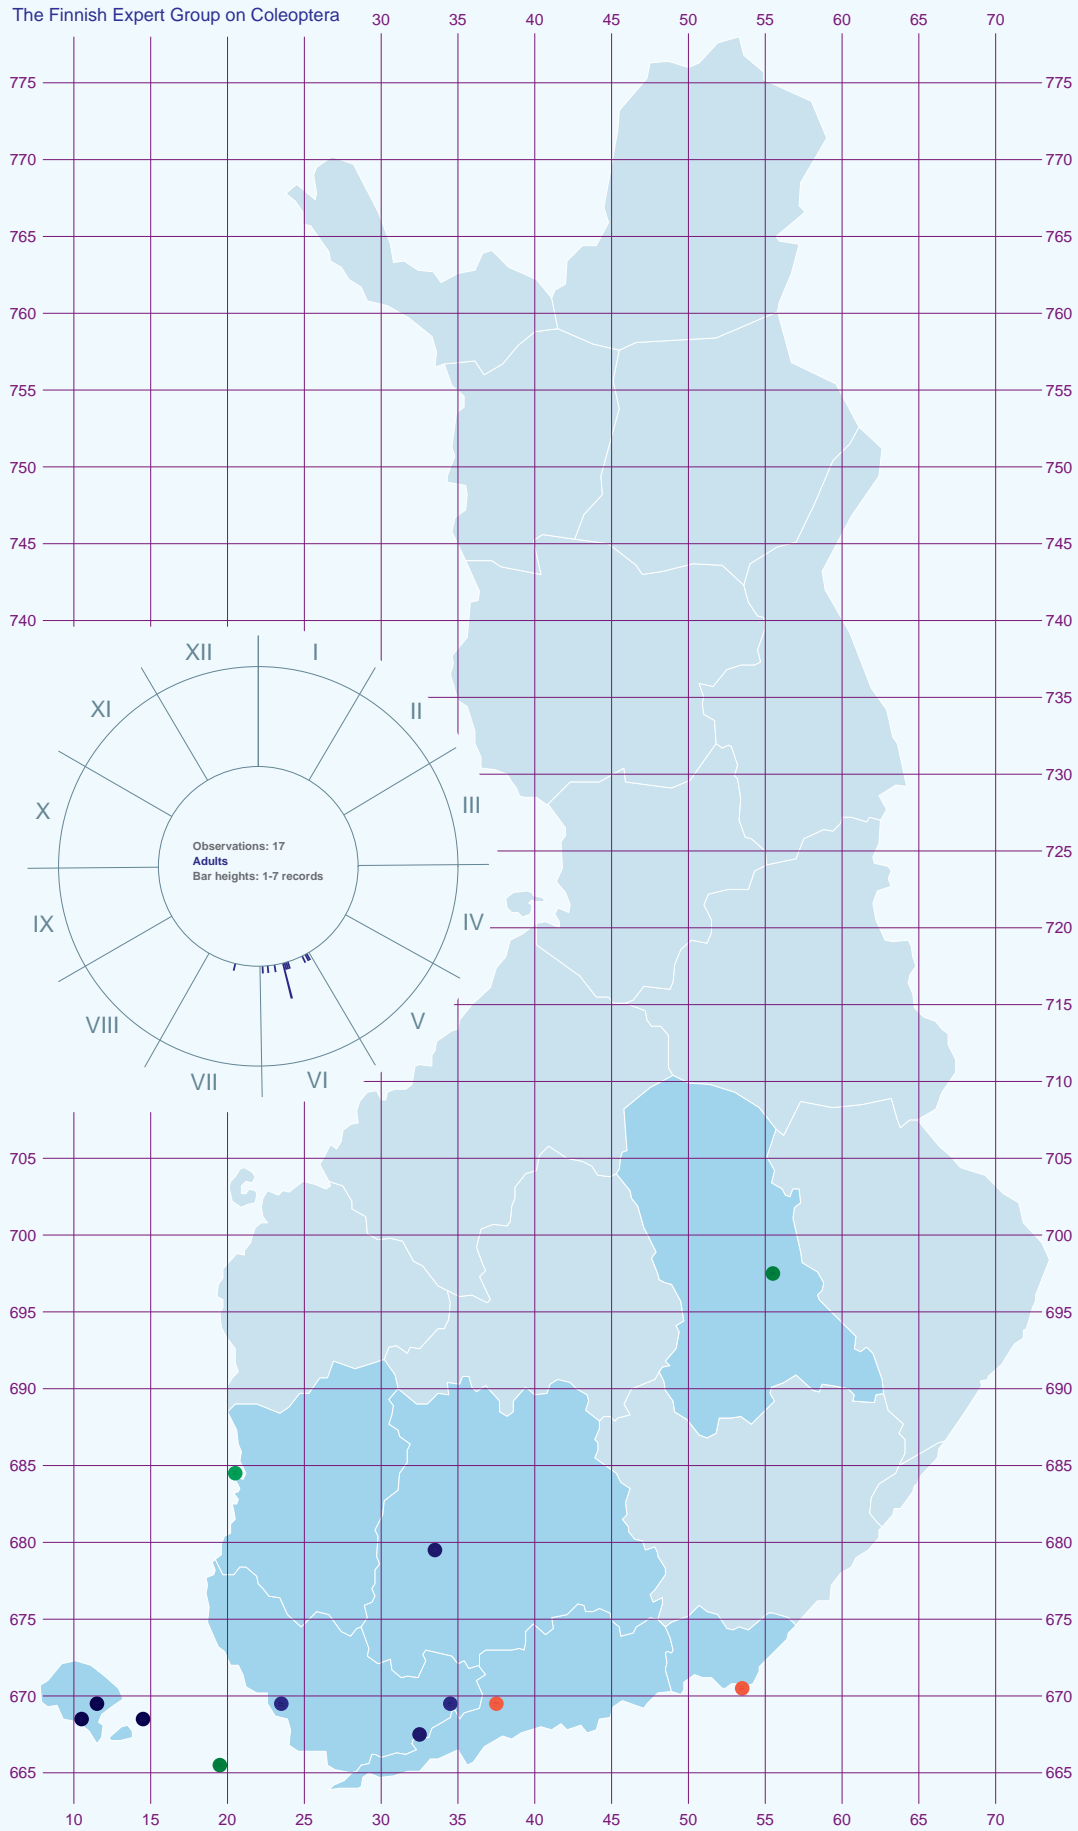 The Finnish Expert Group on Coleoptera 30 35 40 45 50 55 60 65 70
775 775
770 770
765 765
760 760
755 755
750 750
745 745
740 740
735
730
725
720
715
710
XII I
XI II
X III
IX IV
VIII V
VII VI
Observations: 17
Adults
Bar heights: 1-7 records
705 705
700 700
695 695
690 690
685 685
680 680
675 675
670 670
665 665
10 15 20 25 30 35 40 45 50 55 60 65 70